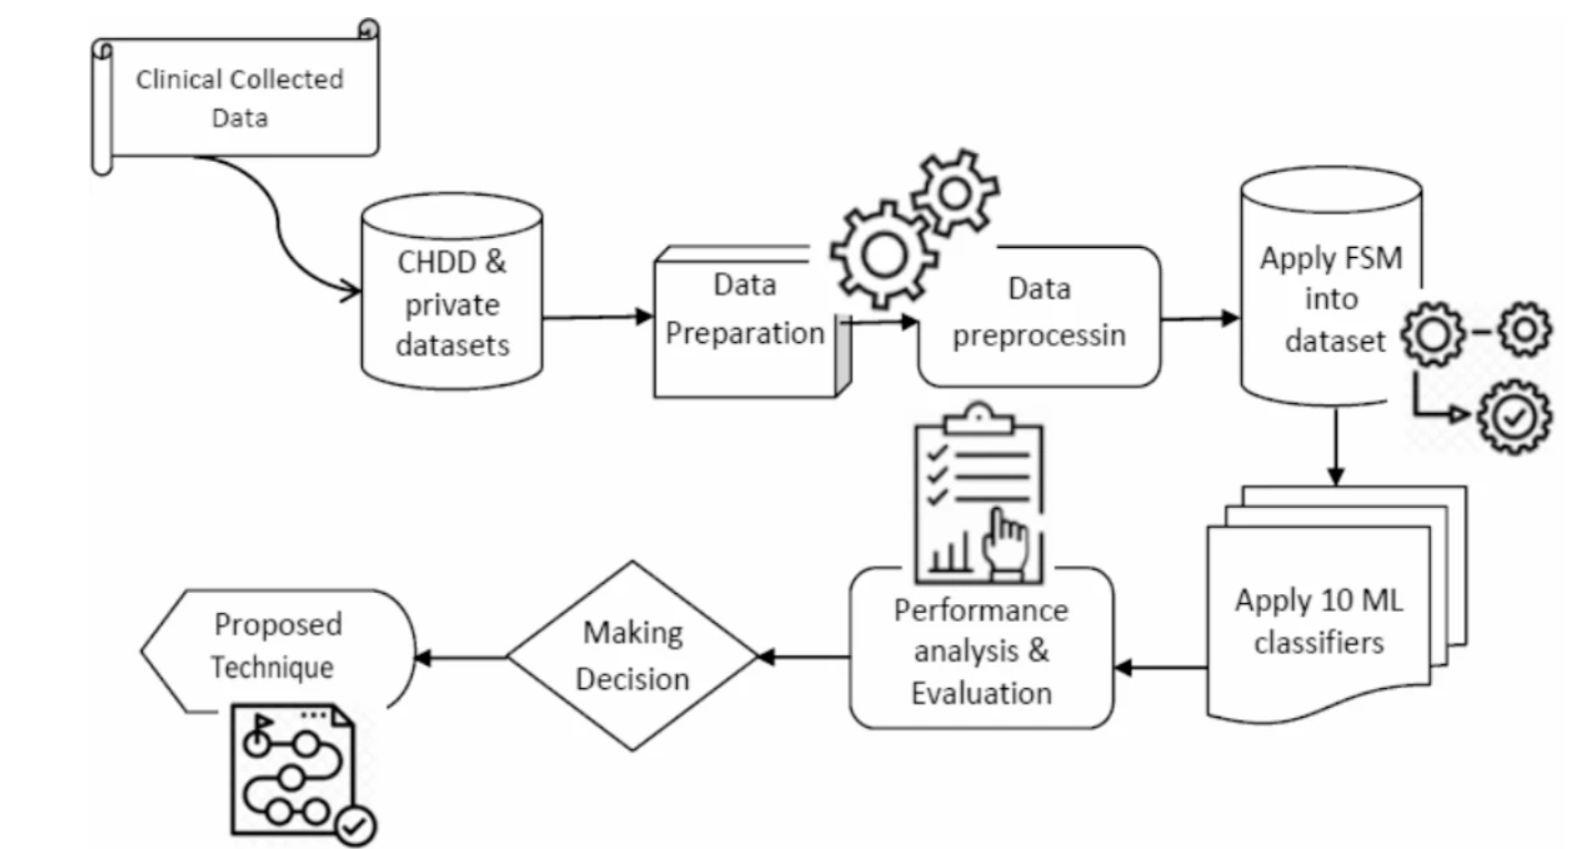 Clinical Collected
Data
CHDD &
private
datasets
Data
Preparation
Data
preprocessin
Apply FSM
into
dataset
Apply 10 ML
classifiers
Performance
analysis &
Evaluation
Making
Decision
Proposed
Technique